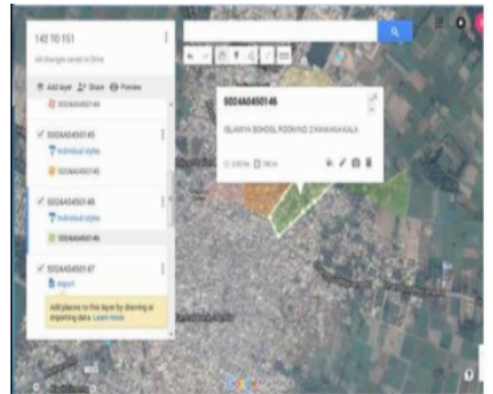 142 TO 151
All changes saved in Drive
Add layer Share Preview
S024A0450144
S024A0450145
Individual styles
S024A0450145
S024A0450146
Individual styles
S024A0450146
S024A0450147
Import
Add places to this layer by drawing or
importing data. Learn more
S024A0450146
ISLAMIYA SCHOOL ROOM NO. 2 MAWANA KALA